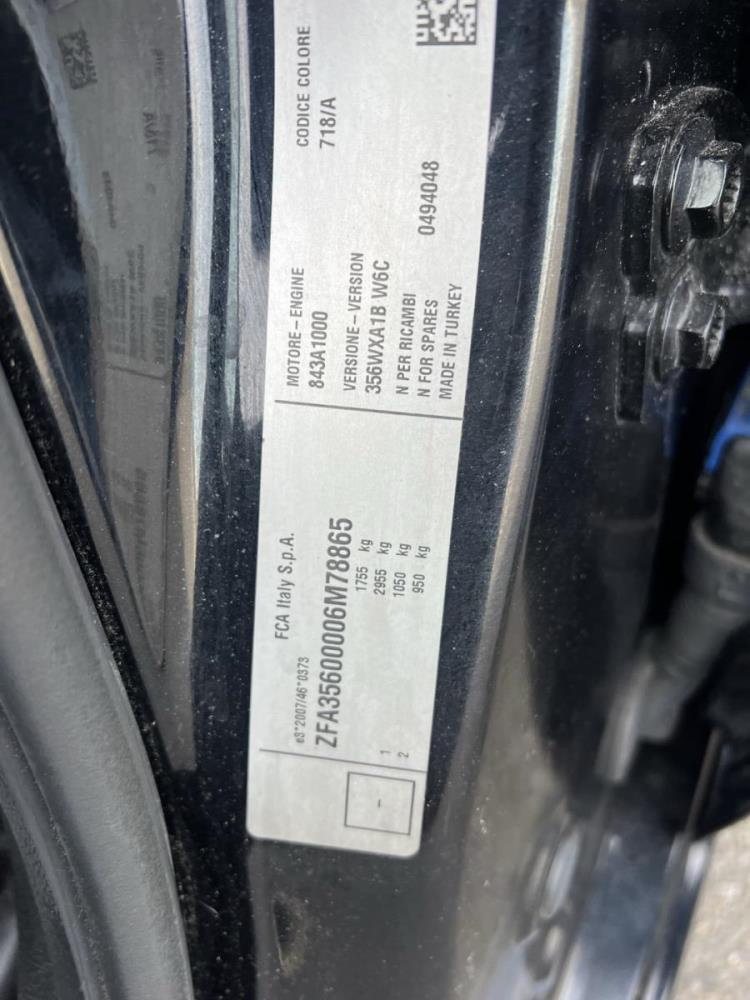 FCA Italy S.p.A.
e3*2007/46*0373
ZFA35600006M78865
1755 kg
2955 kg
1 1050 kg
2 950 kg
-
MOTORE - ENGINE
843A1000
VERSIONE - VERSION
356WXA1B W6C
N PER RICAMBI
N FOR SPARES 0494048
MADE IN TURKEY
CODICE COLORE
718/A